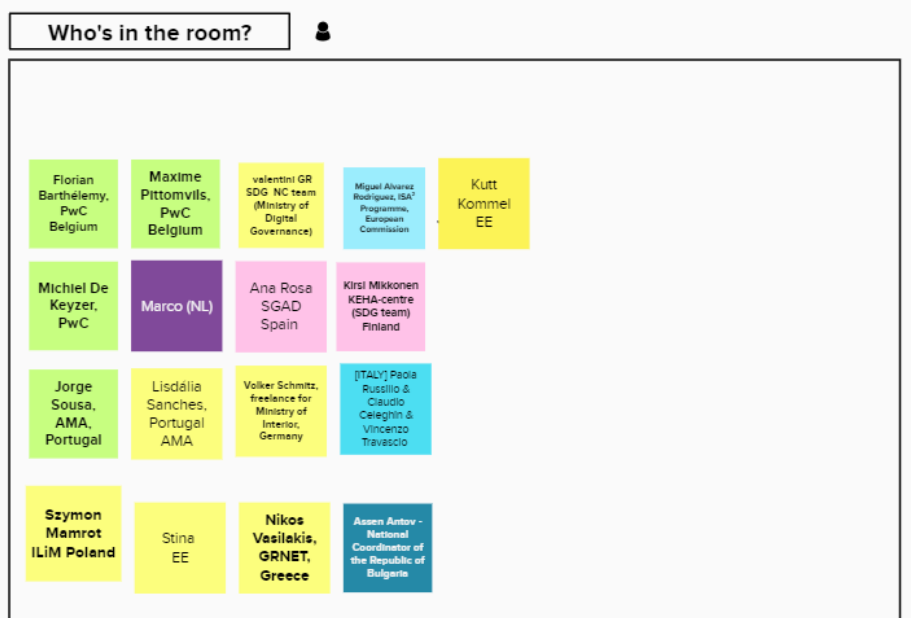 Who's in the room?
Florian
Barthélemy,
PwC
Belgium
Maxime
Pittomvils,
PwC
Belgium
valentini GR
SDG NC team
(Ministry of
Digital
Governance)
Miguel Alvarez
Rodriguez, ISA²
Programme,
European
Commission
Kutt
Kommel
EE
Michiel De
Keyzer,
PwC
Marco (NL)
Ana Rosa
SGAD
Spain
Kirsi Mikkonen
KEHA-centre
(SDG team)
Finland
Jorge
Sousa,
AMA,
Portugal
Lisdália
Sanches,
Portugal
AMA
Volker Schmitz,
freelance for
Ministry of
Interior,
Germany
[ITALY] Paola
Russillo &
Claudio
Celeghin &
Vincenzo
Travascio
Szymon
Mamrot
ILiM Poland
Stina
EE
Nikos
Vasilakis,
GRNET,
Greece
Assen Antov -
National
Coordinator of
the Republic of
Bulgaria